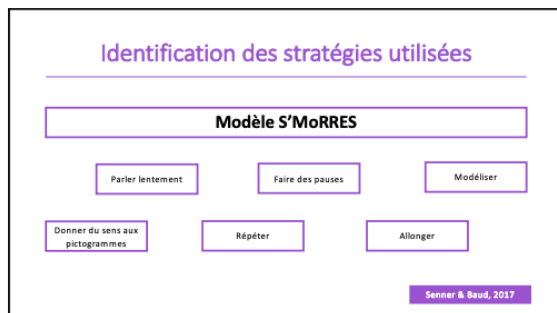 Identification des stratégies utilisées
Modèle S’MoRRES
Parler lentement
Faire des pauses
Modéliser
Donner du sens aux
pictogrammes
Répéter
Allonger
Senner & Baud, 2017